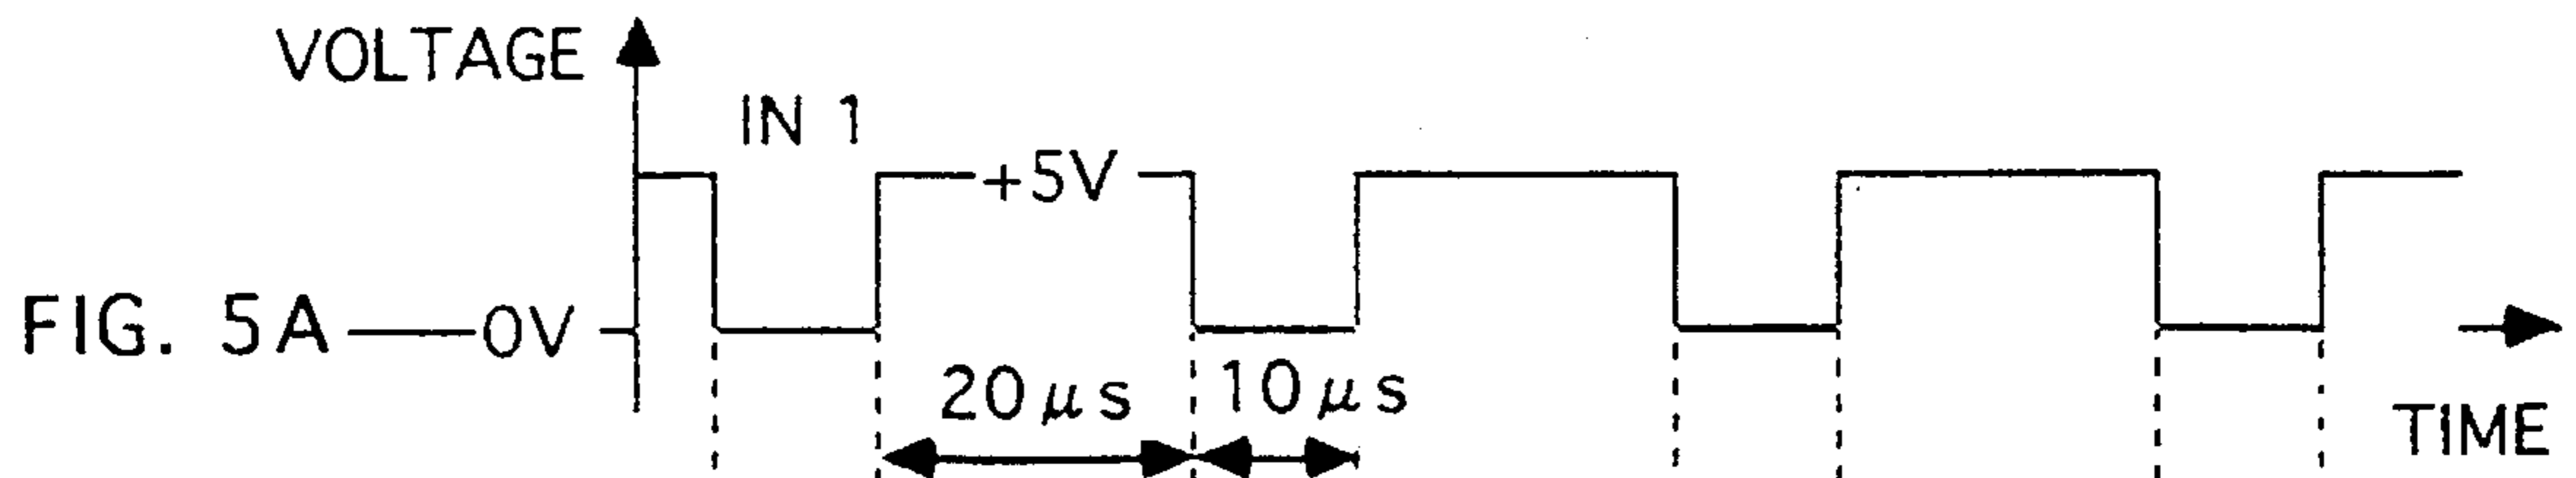 VOLTAGE
IN 1
+5V
FIG. 5A
0V
20 μs
10 μs
TIME